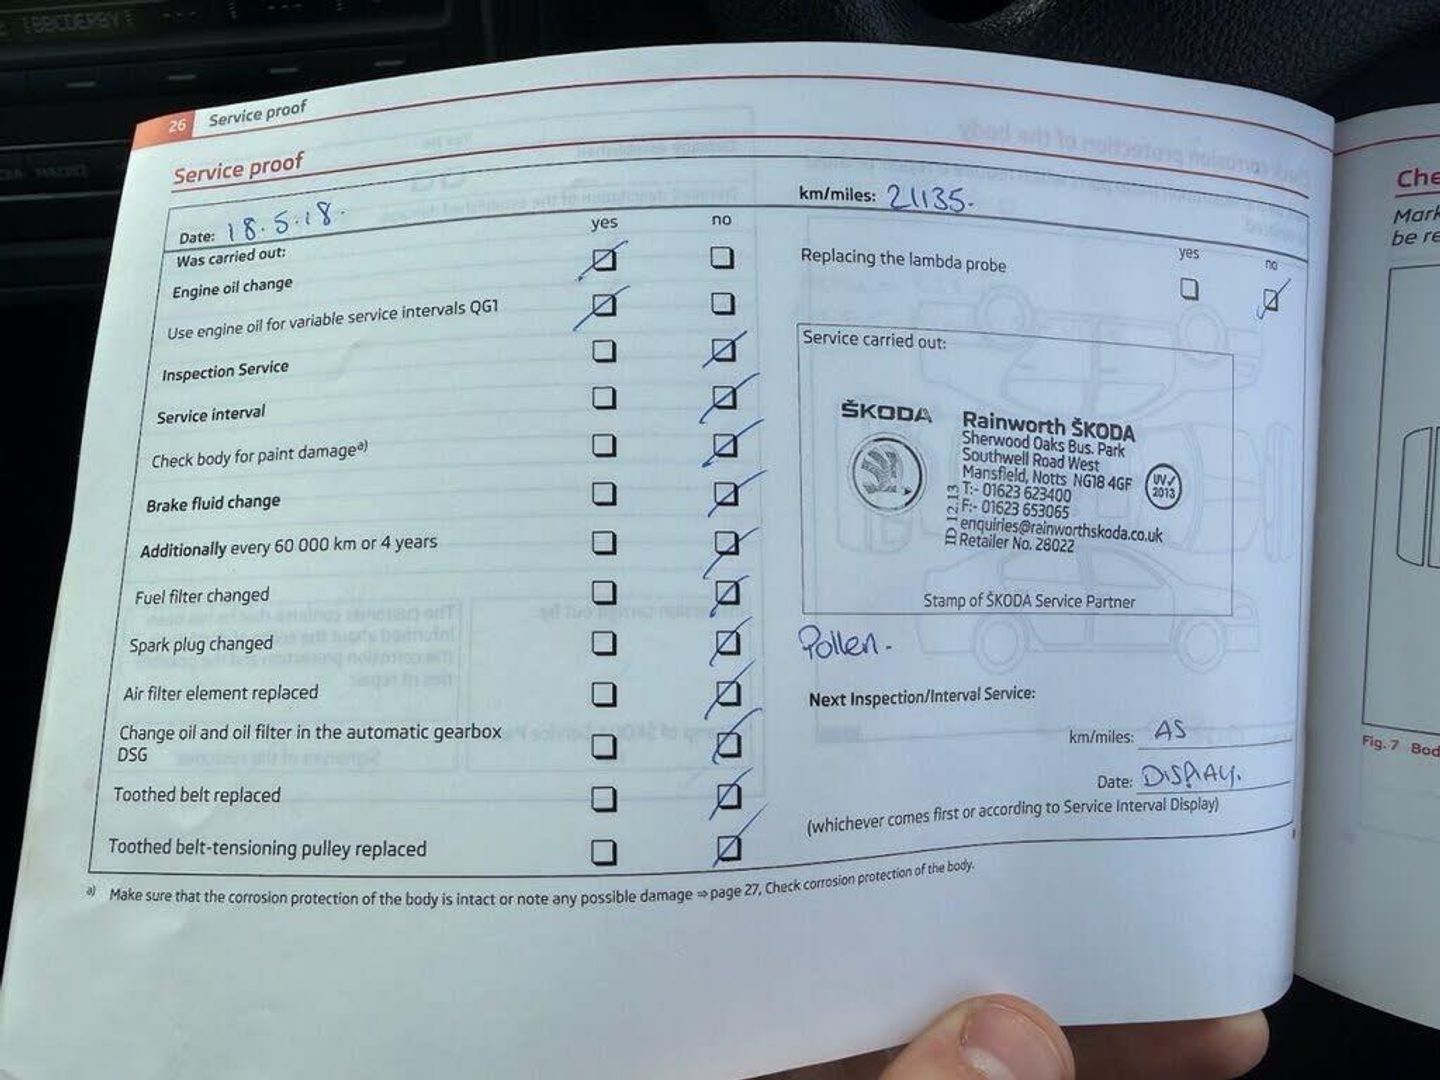 BBCDERBY
26 Service proof
Service proof
Date: 18.5.18.
km/miles: 21135.
Was carried out:
yes no
Engine oil change
Use engine oil for variable service intervals QG1
Inspection Service
Service interval
Check body for paint damage a)
Brake fluid change
Additionally every 60 000 km or 4 years
Fuel filter changed
Spark plug changed
Air filter element replaced
Change oil and oil filter in the automatic gearbox
DSG
Toothed belt replaced
Toothed belt-tensioning pulley replaced
yes no
Replacing the lambda probe
Service carried out:
ŠKODA
Rainworth ŠKODA
Sherwood Oaks Bus. Park
Southwell Road West
Mansfield, Notts NG18 4GF
T:- 01623 623400
F:- 01623 653065
enquiries@rainworthskoda.co.uk
Retailer No. 28022
ID 12.13
UV✓
2013
Stamp of ŠKODA Service Partner
Pollen.
Next Inspection/Interval Service:
km/miles: AS
Date: DISPLAY.
(whichever comes first or according to Service Interval Display)
a) Make sure that the corrosion protection of the body is intact or note any possible damage ⇒ page 27, Check corrosion protection of the body.
Che
Mark
be re
Fig. 7 Bod